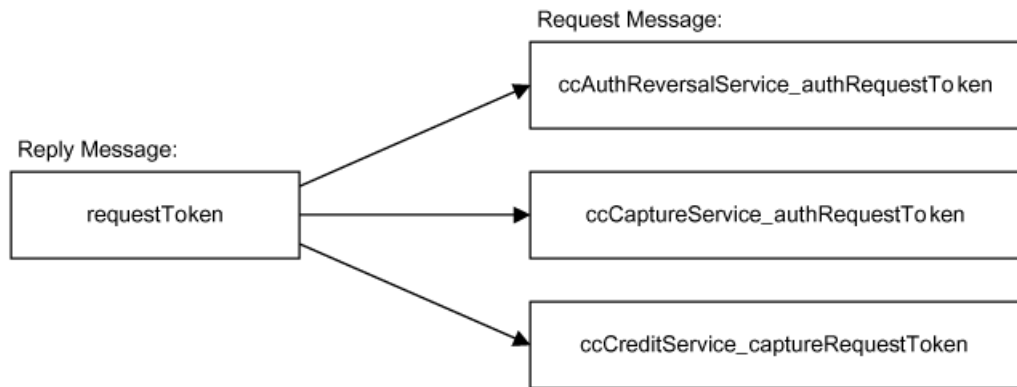 Request Message:
ccAuthReversalService_authRequestToken
Reply Message:
requestToken
ccCaptureService_authRequestToken
ccCreditService_captureRequestToken